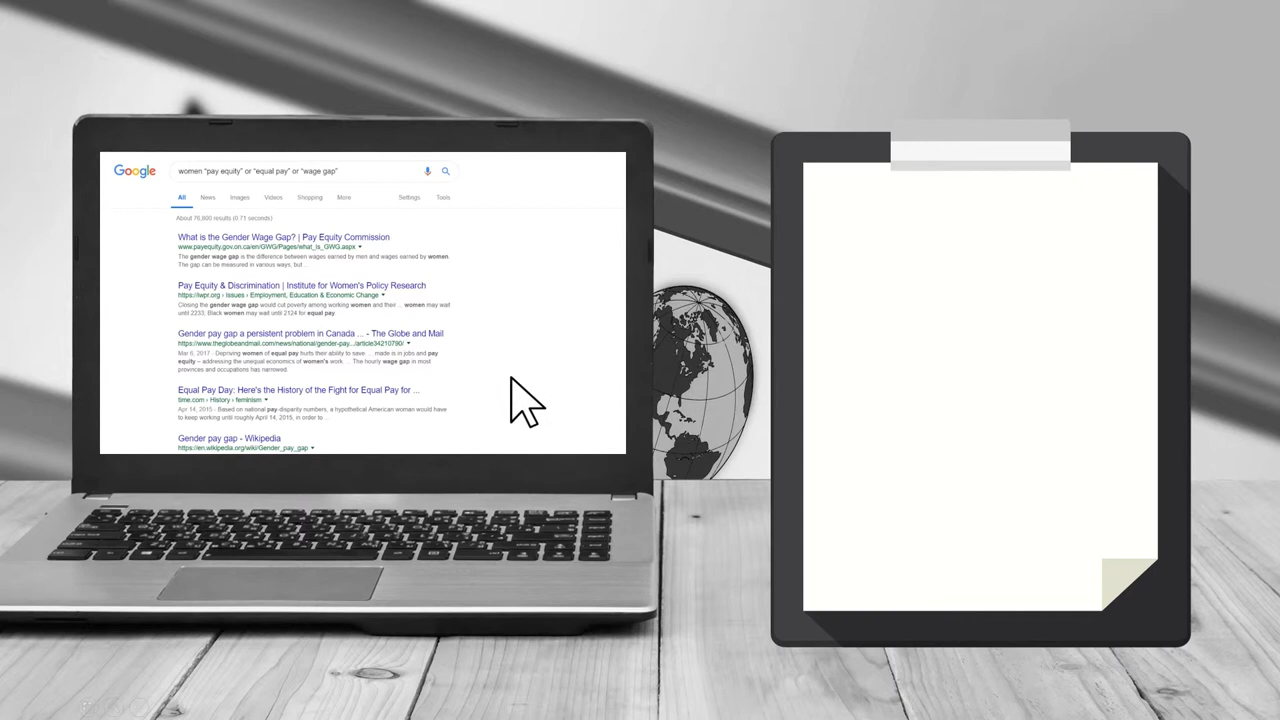 Google
women "pay equity" or "equal pay" or "wage gap"
All News Images Videos Shopping More Settings Tools
About 76,800 results (0.71 seconds)
What is the Gender Wage Gap? | Pay Equity Commission
www.payequity.gov.on.ca/en/GWG/Pages/what_is_GWG.aspx
The gender wage gap is the difference between wages earned by men and wages earned by women.
The gap can be measured in various ways, but ...
Pay Equity & Discrimination | Institute for Women's Policy Research
https://iwpr.org › Issues › Employment, Education & Economic Change
Closing the gender wage gap would cut poverty among working women and their ... women may wait
until 2233; Black women may wait until 2124 for equal pay.
Gender pay gap a persistent problem in Canada ... - The Globe and Mail
https://www.theglobeandmail.com/news/national/gender-pay.../article34210790/
Mar 6, 2017 - Depriving women of equal pay hurts their ability to save. ... made is in jobs and pay
equity – addressing the unequal economics of women's work. ... The hourly wage gap in most
provinces and occupations has narrowed.
Equal Pay Day: Here's the History of the Fight for Equal Pay for ...
time.com › History › feminism
Apr 14, 2015 - Based on national pay-disparity numbers, a hypothetical American woman would have
to keep working until roughly April 14, 2015, in order to ...
Gender pay gap - Wikipedia
https://en.wikipedia.org/wiki/Gender_pay_gap